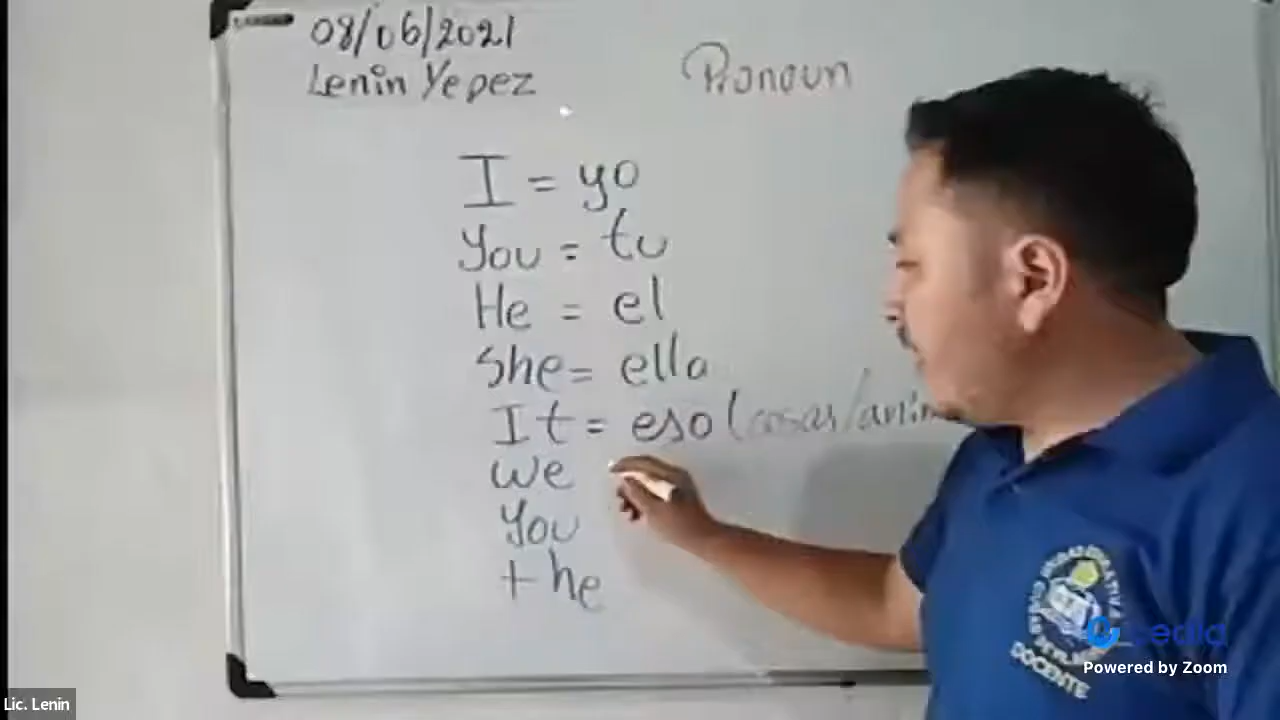 08/06/2021
Lenin Yepez
Pronoun
I = yo
You = tu
He = el
She = ella
It = eso (cosas/anim
We
You
the
DOCENTE
Powered by Zoom
Lic. Lenin